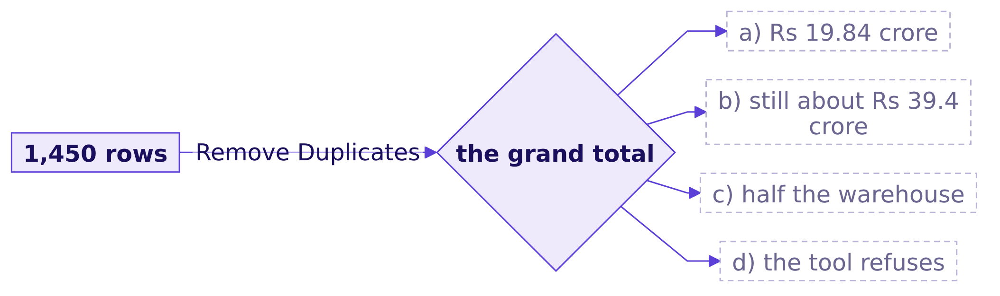 1,450 rows
Remove Duplicates
the grand total
a) Rs 19.84 crore
b) still about Rs 39.4
crore
c) half the warehouse
d) the tool refuses